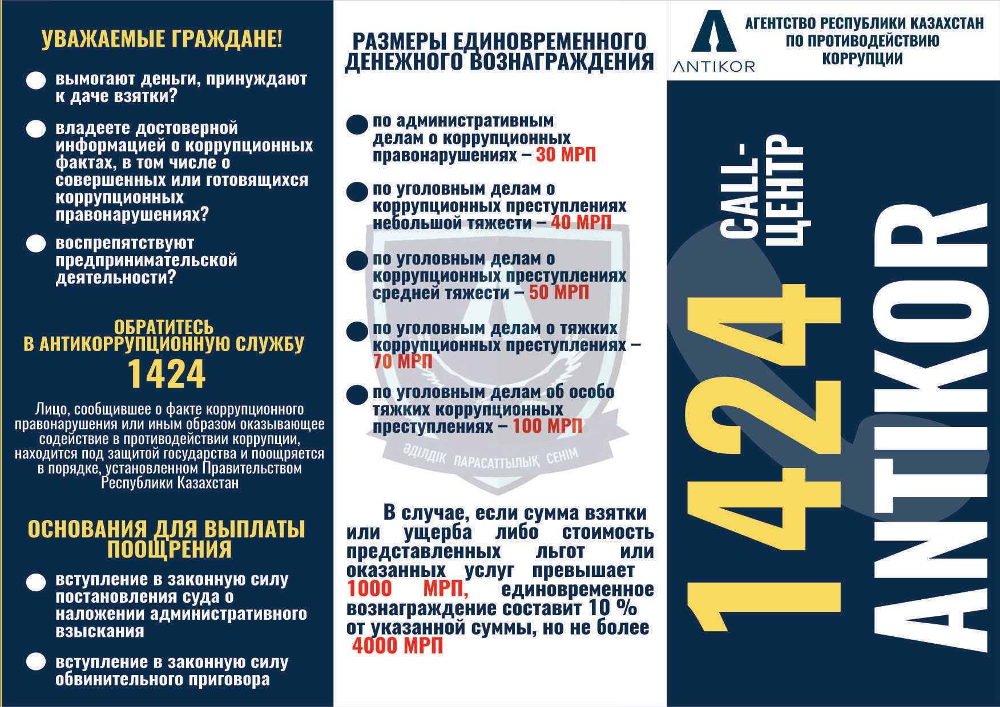 УВАЖАЕМЫЕ ГРАЖДАНЕ!
вымогают деньги, принуждают
к даче взятки?
владеете достоверной
информацией о коррупционных
фактах, в том числе о
совершенных или готовящихся
коррупционных
правонарушениях?
воспрепятствуют
предпринимательской
деятельности?
ОБРАТИТЕСЬ
В АНТИКОРРУПЦИОННУЮ СЛУЖБУ
1424
Лицо, сообщившее о факте коррупционного
правонарушения или иным образом оказывающее
содействие в противодействии коррупции,
находится под защитой государства и поощряется
в порядке, установленном Правительством
Республики Казахстан
ОСНОВАНИЯ ДЛЯ ВЫПЛАТЫ
ПООЩРЕНИЯ
вступление в законную силу
постановления суда о
наложении административного
взыскания
вступление в законную силу
обвинительного приговора
РАЗМЕРЫ ЕДИНОВРЕМЕННОГО
ДЕНЕЖНОГО ВОЗНАГРАЖДЕНИЯ
по административным
делам о коррупционных
правонарушениях – 30 МРП
по уголовным делам о
коррупционных преступлениях
небольшой тяжести – 40 МРП
по уголовным делам о
коррупционных преступлениях
средней тяжести – 50 МРП
по уголовным делам о тяжких
коррупционных преступлениях –
70 МРП
по уголовным делам об особо
тяжких коррупционных
преступлениях – 100 МРП
ӘДІЛДІК ПАРАСАТТЫЛЫҚ СЕНІМ
В случае, если сумма взятки
или ущерба либо стоимость
представленных льгот или
оказанных услуг превышает
1000 МРП, единовременное
вознаграждение составит 10 %
от указанной суммы, но не более
4000 МРП
ANTIKOR
АГЕНТСТВО РЕСПУБЛИКИ КАЗАХСТАН
ПО ПРОТИВОДЕЙСТВИЮ
КОРРУПЦИИ
1424
CALL-
ЦЕНТР
ANTIKOR